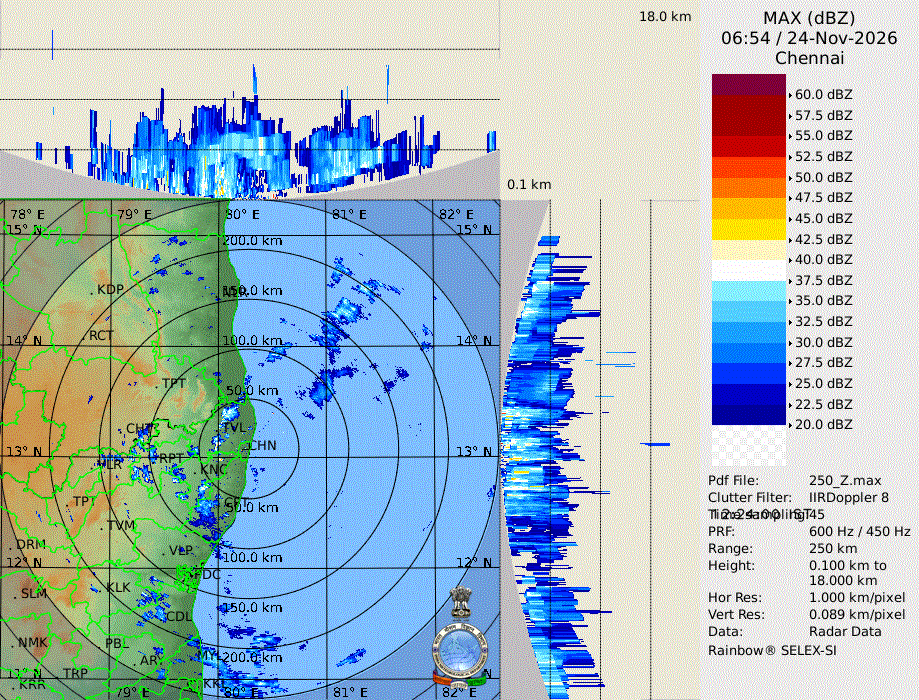 18.0 km
0.1 km
MAX (dBZ)
06:54 / 24-Nov-2026
Chennai
60.0 dBZ
57.5 dBZ
55.0 dBZ
52.5 dBZ
50.0 dBZ
47.5 dBZ
45.0 dBZ
42.5 dBZ
40.0 dBZ
37.5 dBZ
35.0 dBZ
32.5 dBZ
30.0 dBZ
27.5 dBZ
25.0 dBZ
22.5 dBZ
20.0 dBZ
Pdf File: 250_Z.max
Clutter Filter: IIRDoppler 8
Time sampling: 45
PRF: 600 Hz / 450 Hz
Range: 250 km
Height: 0.100 km to
18.000 km
Hor Res: 1.000 km/pixel
Vert Res: 0.089 km/pixel
Data: Radar Data
Rainbow® SELEX-SI
78° E 79° E 80° E 81° E 82° E
15° N 15° N
200.0 km
KDP
150.0 km
RCT
14° N 100.0 km 14° N
TPT
50.0 km
TVL
CHN
13° N RPT 13° N
KNC
50.0 km
TVM
DRM
VLP
100.0 km
12° N 12° N
KLK
SLM
150.0 km
CDL
NMK PBL
200.0 km
TRP
KRR
79° E 80° E 81° E 82° E